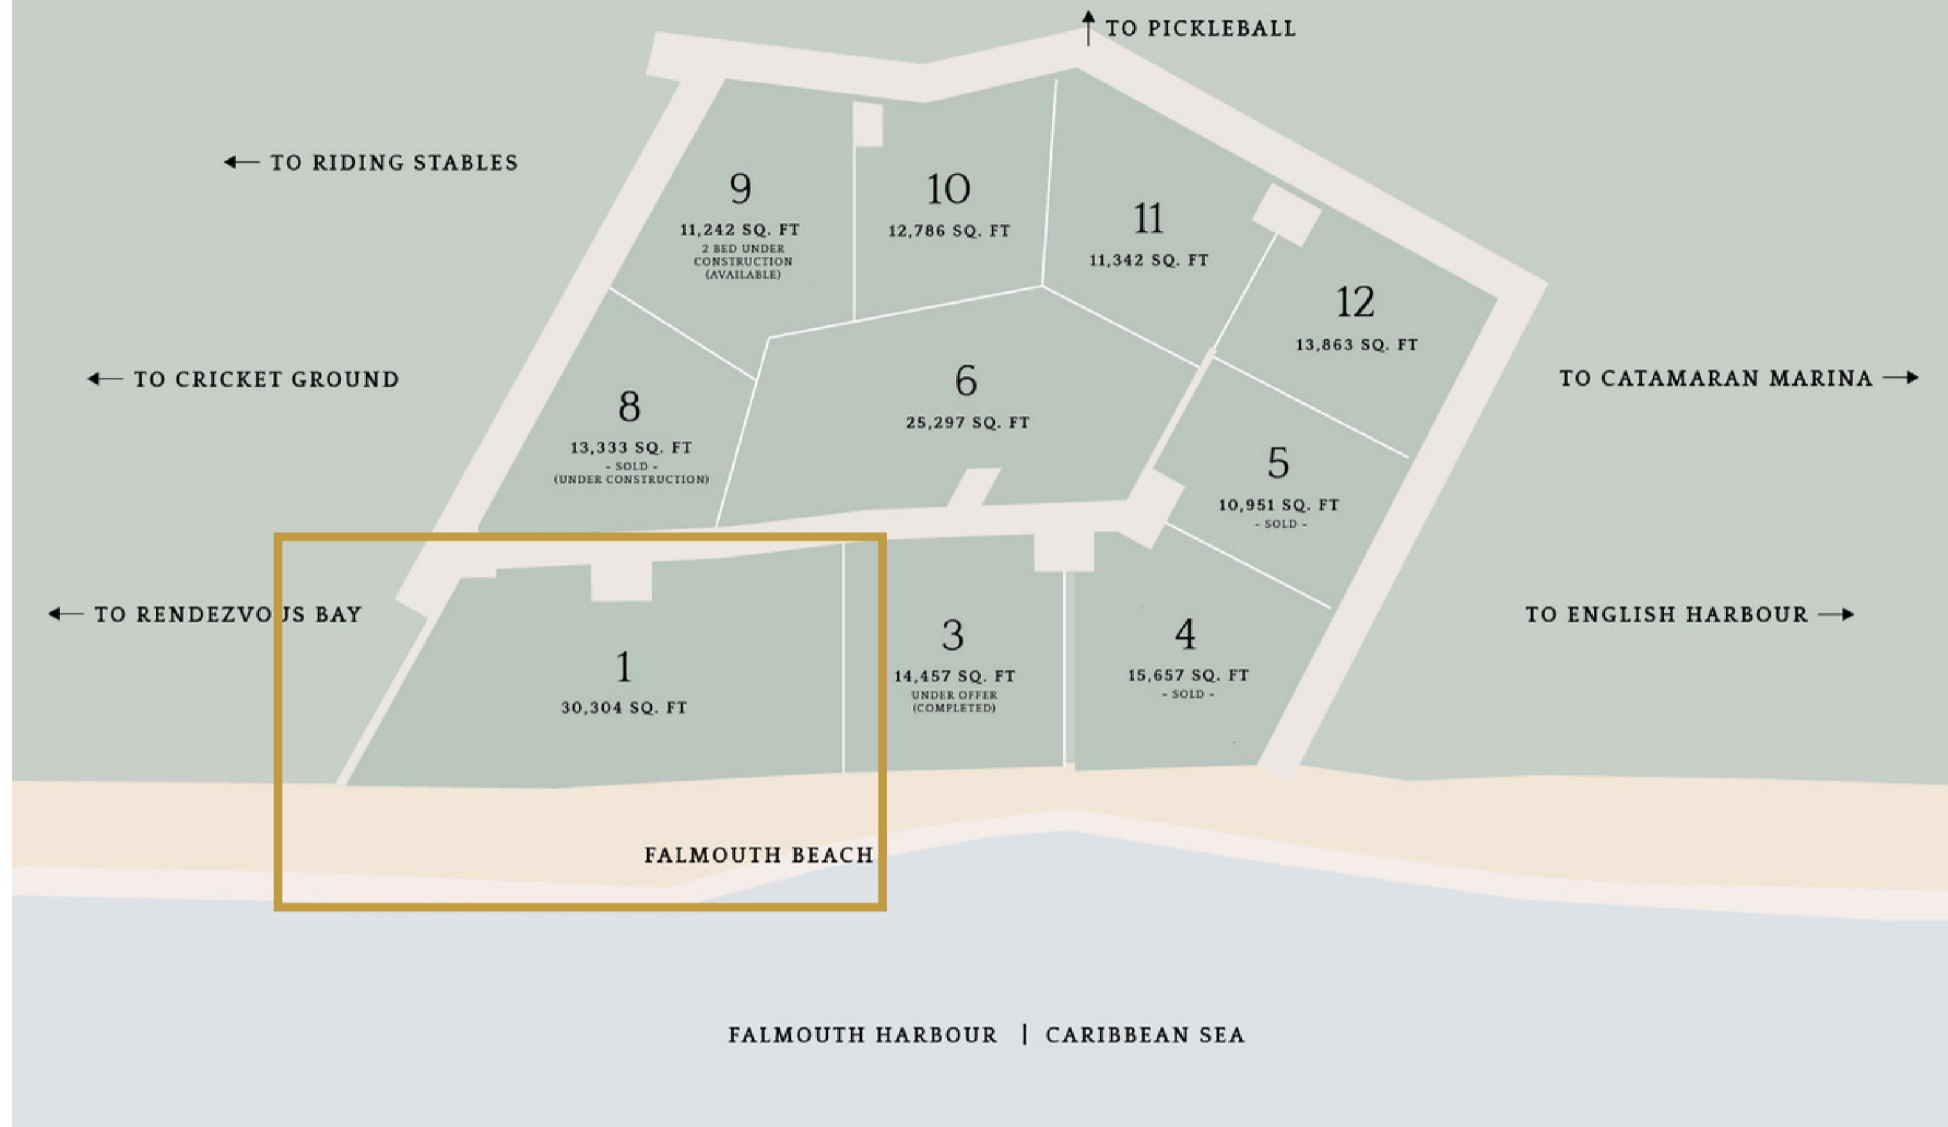 TO PICKLEBALL
TO RIDING STABLES
9
11,242 SQ. FT
2 BED UNDER
CONSTRUCTION
(AVAILABLE)
10
12,786 SQ. FT
11
11,342 SQ. FT
12
13,863 SQ. FT
TO CRICKET GROUND
8
13,333 SQ. FT
- SOLD -
(UNDER CONSTRUCTION)
6
25,297 SQ. FT
TO CATAMARAN MARINA
5
10,951 SQ. FT
- SOLD -
TO RENDEZVOUS BAY
1
30,304 SQ. FT
3
14,457 SQ. FT
UNDER OFFER
(COMPLETED)
4
15,657 SQ. FT
- SOLD -
TO ENGLISH HARBOUR
FALMOUTH BEACH
FALMOUTH HARBOUR | CARIBBEAN SEA